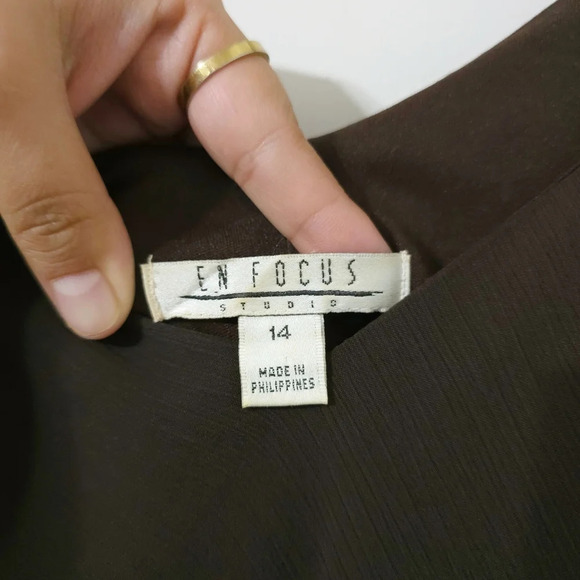 EN FOCUS
STUDIO
14
MADE IN
PHILIPPINES